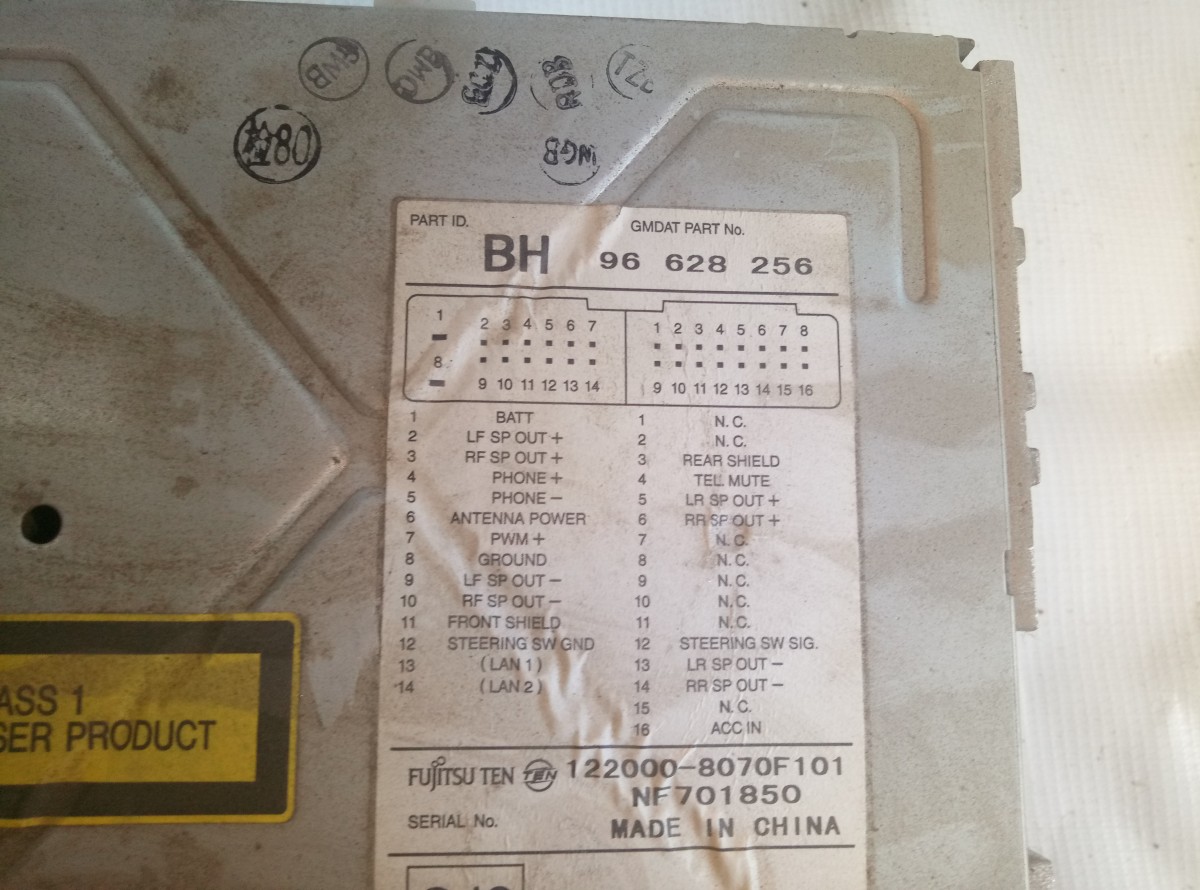 GWB
RDB
WGB
PART ID.
GMDAT PART No.
BH 96 628 256
1 2 3 4 5 6 7 1 2 3 4 5 6 7 8
8 9 10 11 12 13 14 9 10 11 12 13 14 15 16
1 BATT 1 N.C.
2 LF SP OUT + 2 N.C.
3 RF SP OUT + 3 REAR SHIELD
4 PHONE + 4 TEL MUTE
5 PHONE − 5 LR SP OUT +
6 ANTENNA POWER 6 RR SP OUT +
7 PWM + 7 N.C.
8 GROUND 8 N.C.
9 LF SP OUT − 9 N.C.
10 RF SP OUT − 10 N.C.
11 FRONT SHIELD 11 N.C.
12 STEERING SW GND 12 STEERING SW SIG.
13 (LAN 1) 13 LR SP OUT −
14 (LAN 2) 14 RR SP OUT −
15 N.C.
16 ACC IN
ASS 1
SER PRODUCT
FUJITSU TEN TEN 122000-8070F101
NF701850
SERIAL No. MADE IN CHINA